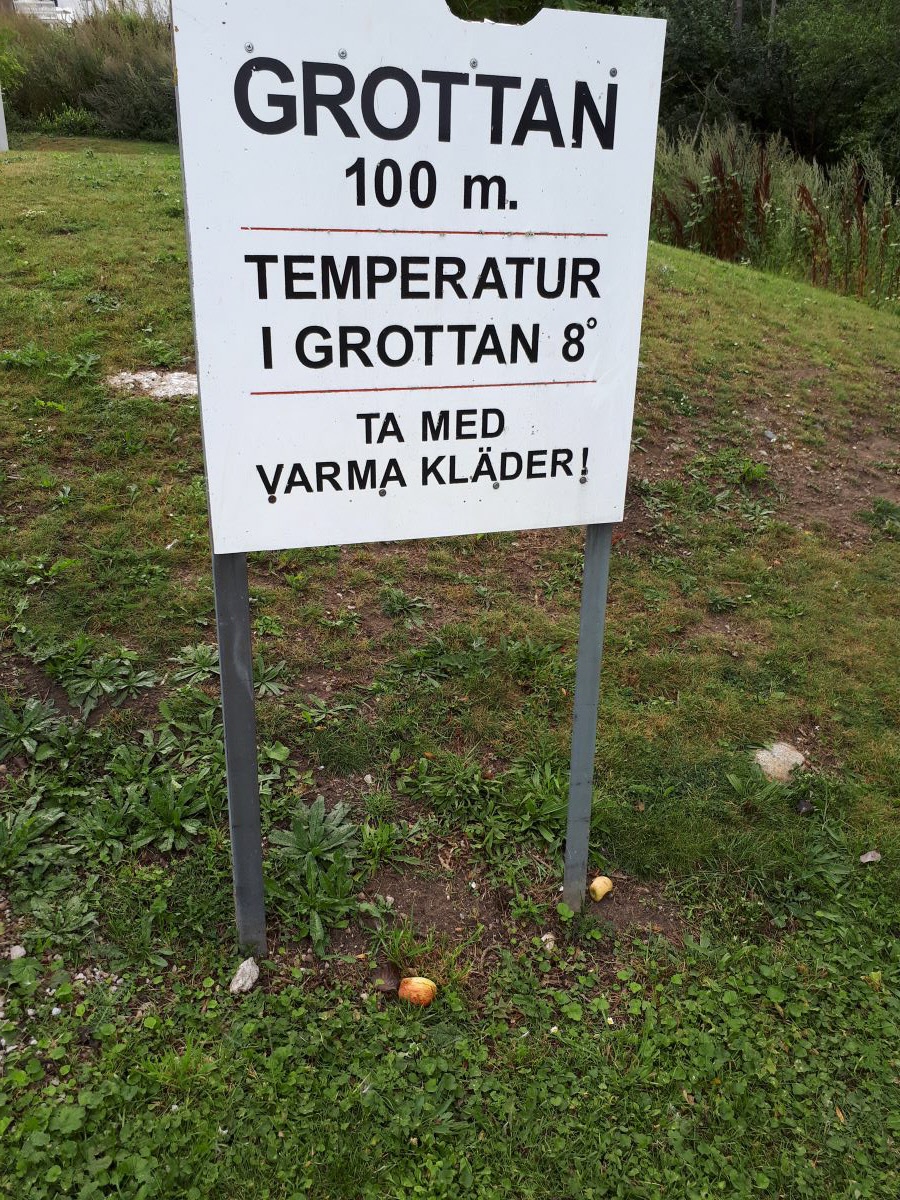 GROTTAN
100 m.
TEMPERATUR
I GROTTAN 8°
TA MED
VARMA KLÄDER!